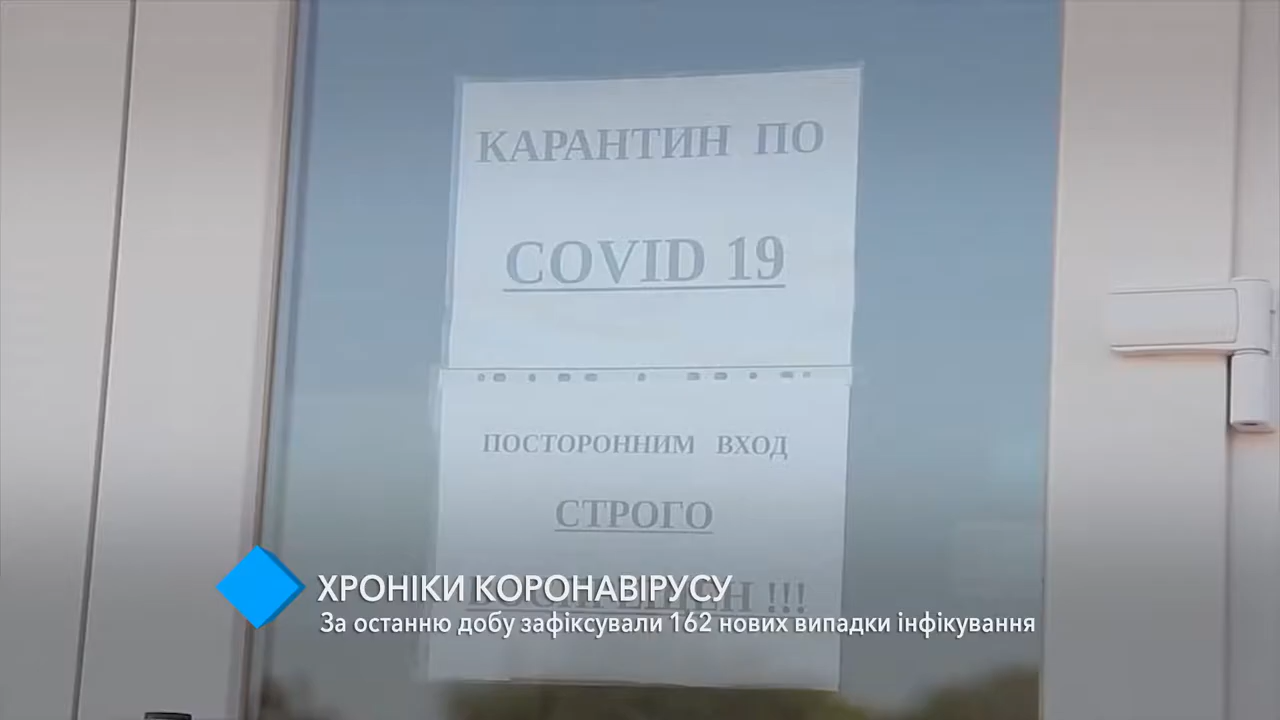 КАРАНТИН ПО
COVID 19
ПОСТОРОННИМ ВХОД
СТРОГО
!!!
ХРОНІКИ КОРОНАВІРУСУ
За останню добу зафіксували 162 нових випадки інфікування